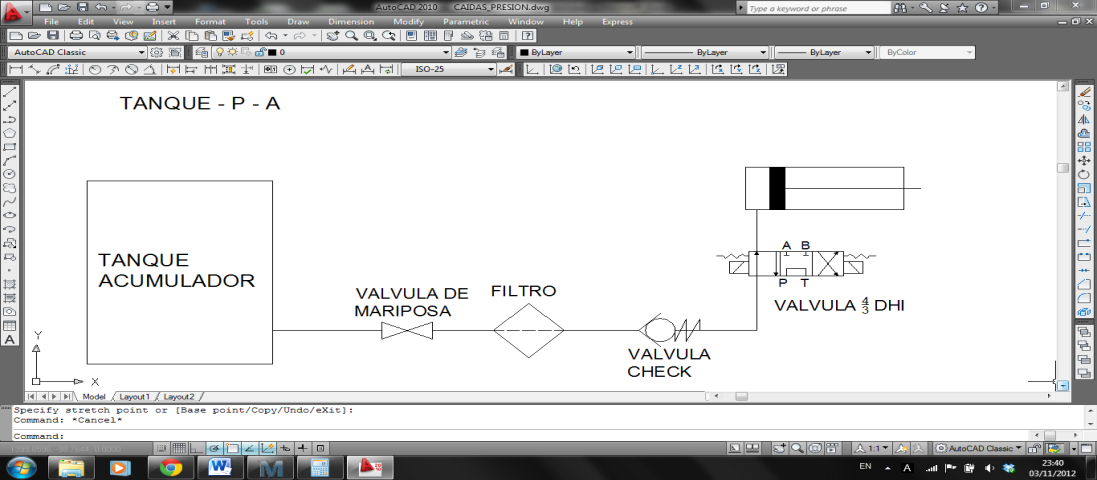 AutoCAD 2010 CAIDAS_PRESION.dwg
Type a keyword or phrase
File Edit View Insert Format Tools Draw Dimension Modify Parametric Window Help Express
AutoCAD Classic 0 ByLayer ByLayer ByLayer ByColor
ISO-25
TANQUE - P - A
TANQUE
ACUMULADOR
VALVULA DE
MARIPOSA
FILTRO
VALVULA
CHECK
A B
P T
VALVULA 4/3 DHI
Y
X
Model Layout1 Layout2
Specify stretch point or [Base point/Copy/Undo/eXit]:
Command: *Cancel*
Command:
1:1 AutoCAD Classic
EN 23:40
03/11/2012